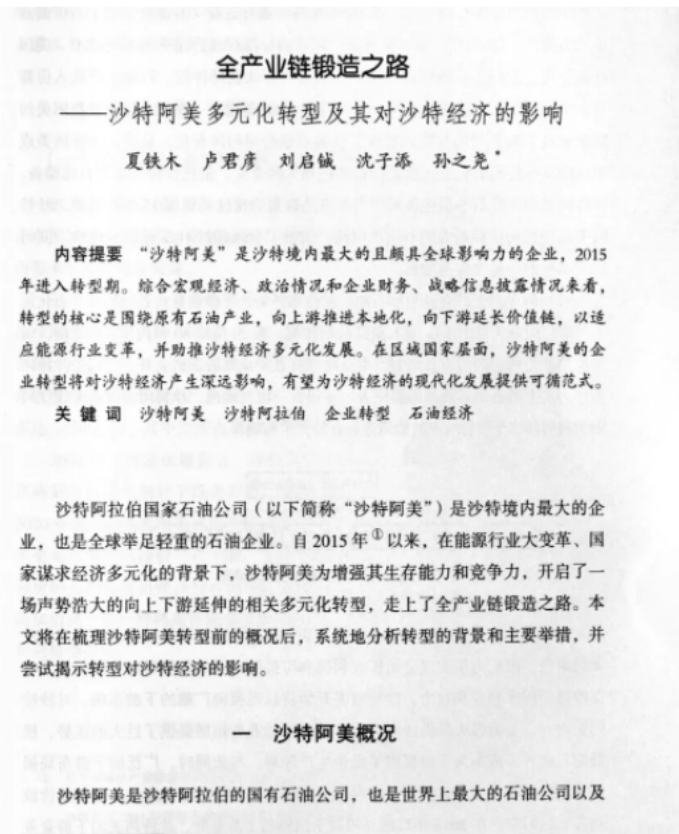 全产业链锻造之路
——沙特阿美多元化转型及其对沙特经济的影响
夏铁木 卢君彦 刘启铖 沈子添 孙之尧*
内容提要 “沙特阿美”是沙特境内最大的且颇具全球影响力的企业，2015
年进入转型期。综合宏观经济、政治情况和企业财务、战略信息披露情况来看，
转型的核心是围绕原有石油产业，向上游推进本地化，向下游延长价值链，以适
应能源行业变革，并助推沙特经济多元化发展。在区域国家层面，沙特阿美的企
业转型将对沙特经济产生深远影响，有望为沙特经济的现代化发展提供可循范式。
关 键 词 沙特阿美 沙特阿拉伯 企业转型 石油经济
沙特阿拉伯国家石油公司（以下简称“沙特阿美”）是沙特境内最大的企
业，也是全球举足轻重的石油企业。自 2015 年①以来，在能源行业大变革、国
家谋求经济多元化的背景下，沙特阿美为增强其生存能力和竞争力，开启了一
场声势浩大的向上下游延伸的相关多元化转型，走上了全产业链锻造之路。本
文将在梳理沙特阿美转型前的概况后，系统地分析转型的背景和主要举措，并
尝试揭示转型对沙特经济的影响。
一 沙特阿美概况
沙特阿美是沙特阿拉伯的国有石油公司，也是世界上最大的石油公司以及